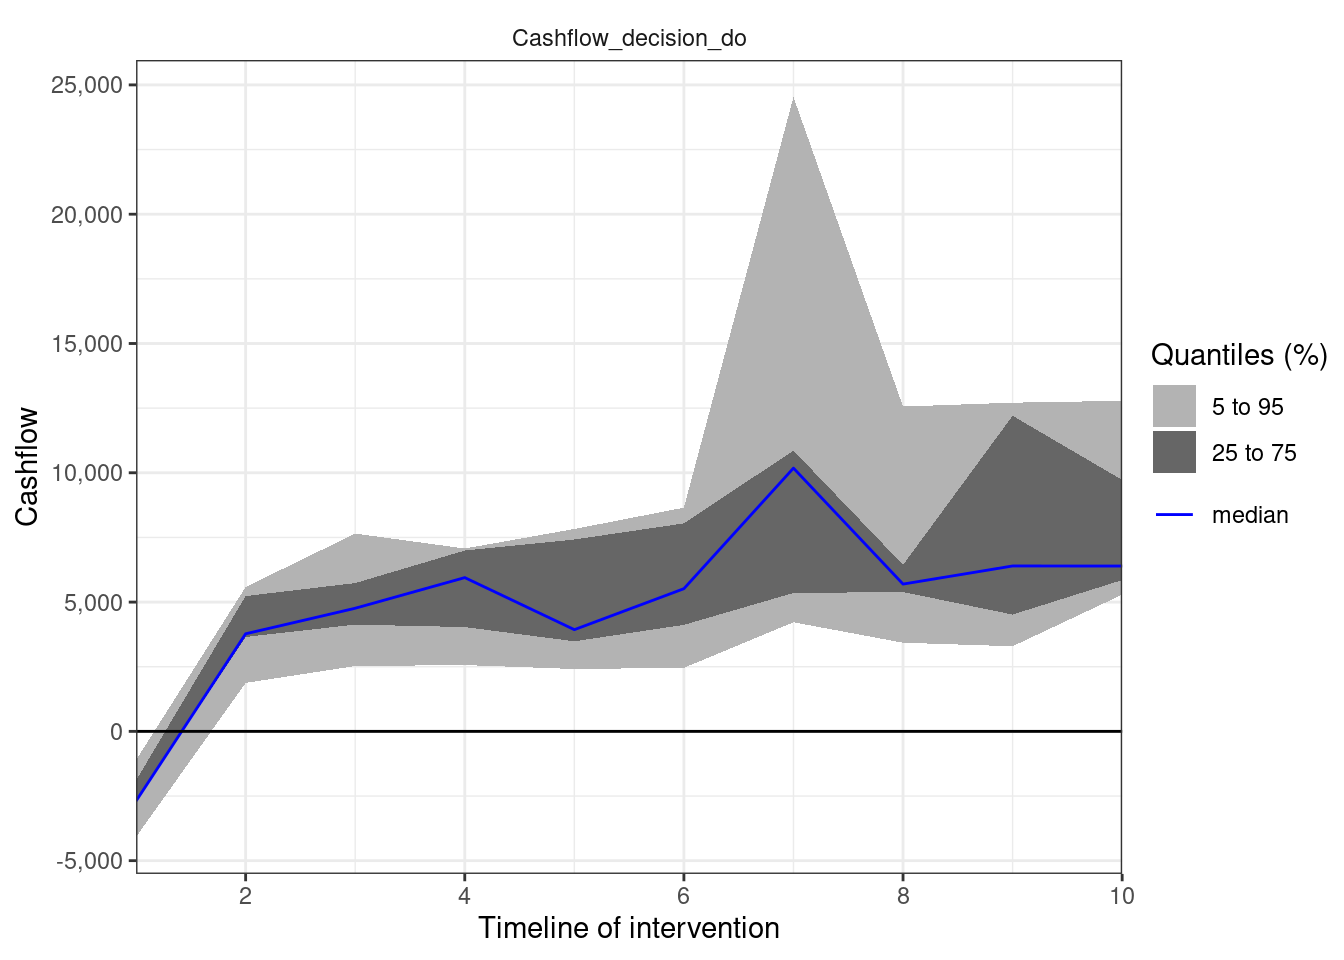 Cashflow_decision_do
25,000
20,000
15,000
10,000
5,000
0
-5,000
Cashflow
2 4 6 8 10
Timeline of intervention
Quantiles (%)
5 to 95
25 to 75
median